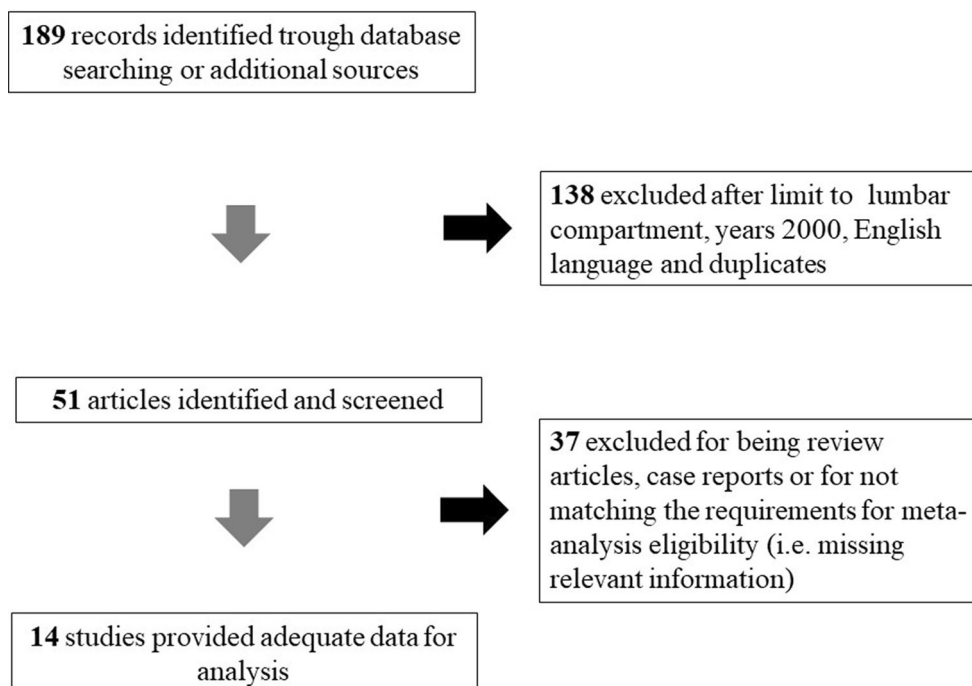 189 records identified trough database
searching or additional sources
138 excluded after limit to lumbar
compartment, years 2000, English
language and duplicates
51 articles identified and screened
37 excluded for being review
articles, case reports or for not
matching the requirements for meta-
analysis eligibility (i.e. missing
relevant information)
14 studies provided adequate data for
analysis